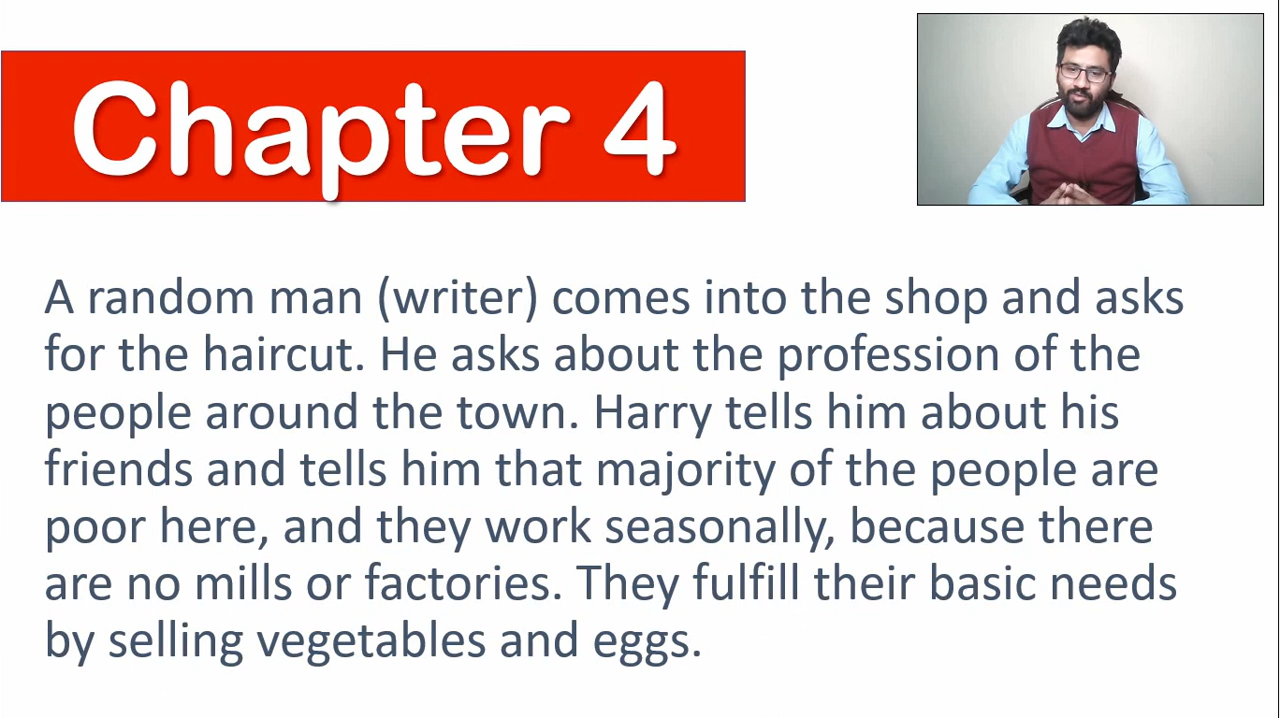 Chapter 4
A random man (writer) comes into the shop and asks
for the haircut. He asks about the profession of the
people around the town. Harry tells him about his
friends and tells him that majority of the people are
poor here, and they work seasonally, because there
are no mills or factories. They fulfill their basic needs
by selling vegetables and eggs.